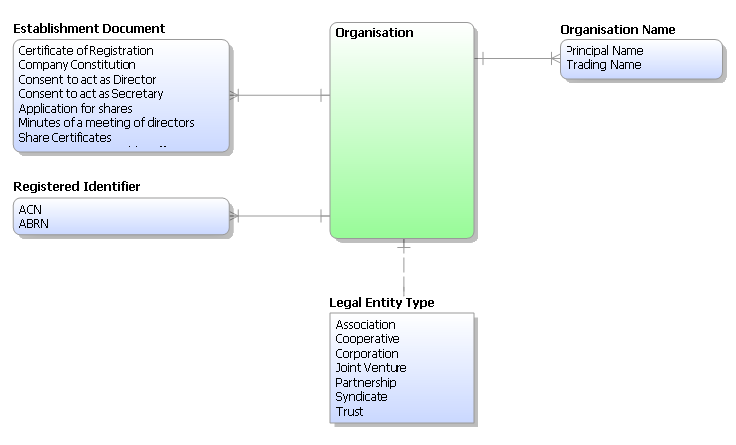 Establishment Document
Certificate of Registration
Company Constitution
Consent to act as Director
Consent to act as Secretary
Application for shares
Minutes of a meeting of directors
Share Certificates
Organisation
Organisation Name
Principal Name
Trading Name
Registered Identifier
ACN
ABRN
Legal Entity Type
Association
Cooperative
Corporation
Joint Venture
Partnership
Syndicate
Trust